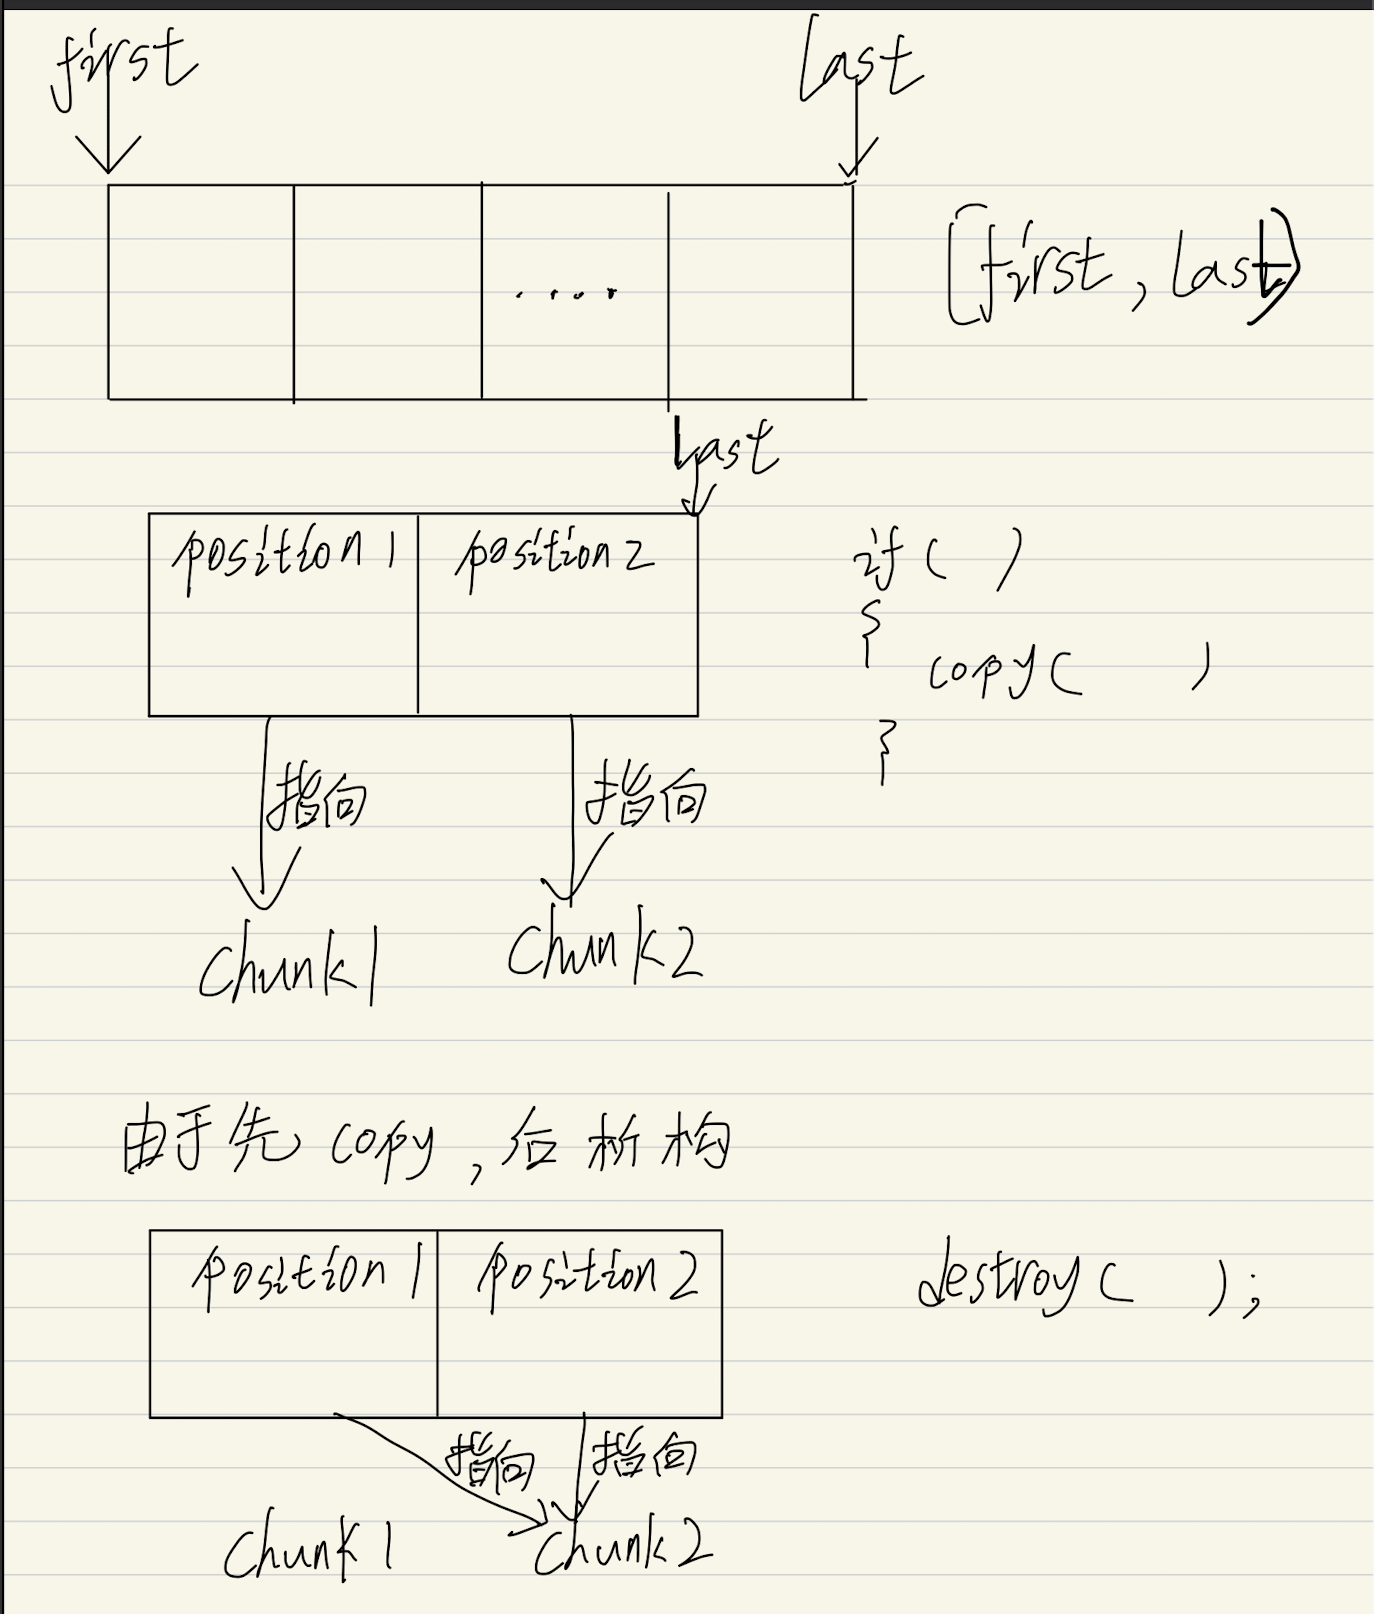 first last
....
[first, last)
last
position1 position2
if( )
{
copy( )
}
指向 指向
chunk1 chunk2
由于先 copy, 后析构
position1 position2
destroy( );
指向 指向
chunk1 chunk2